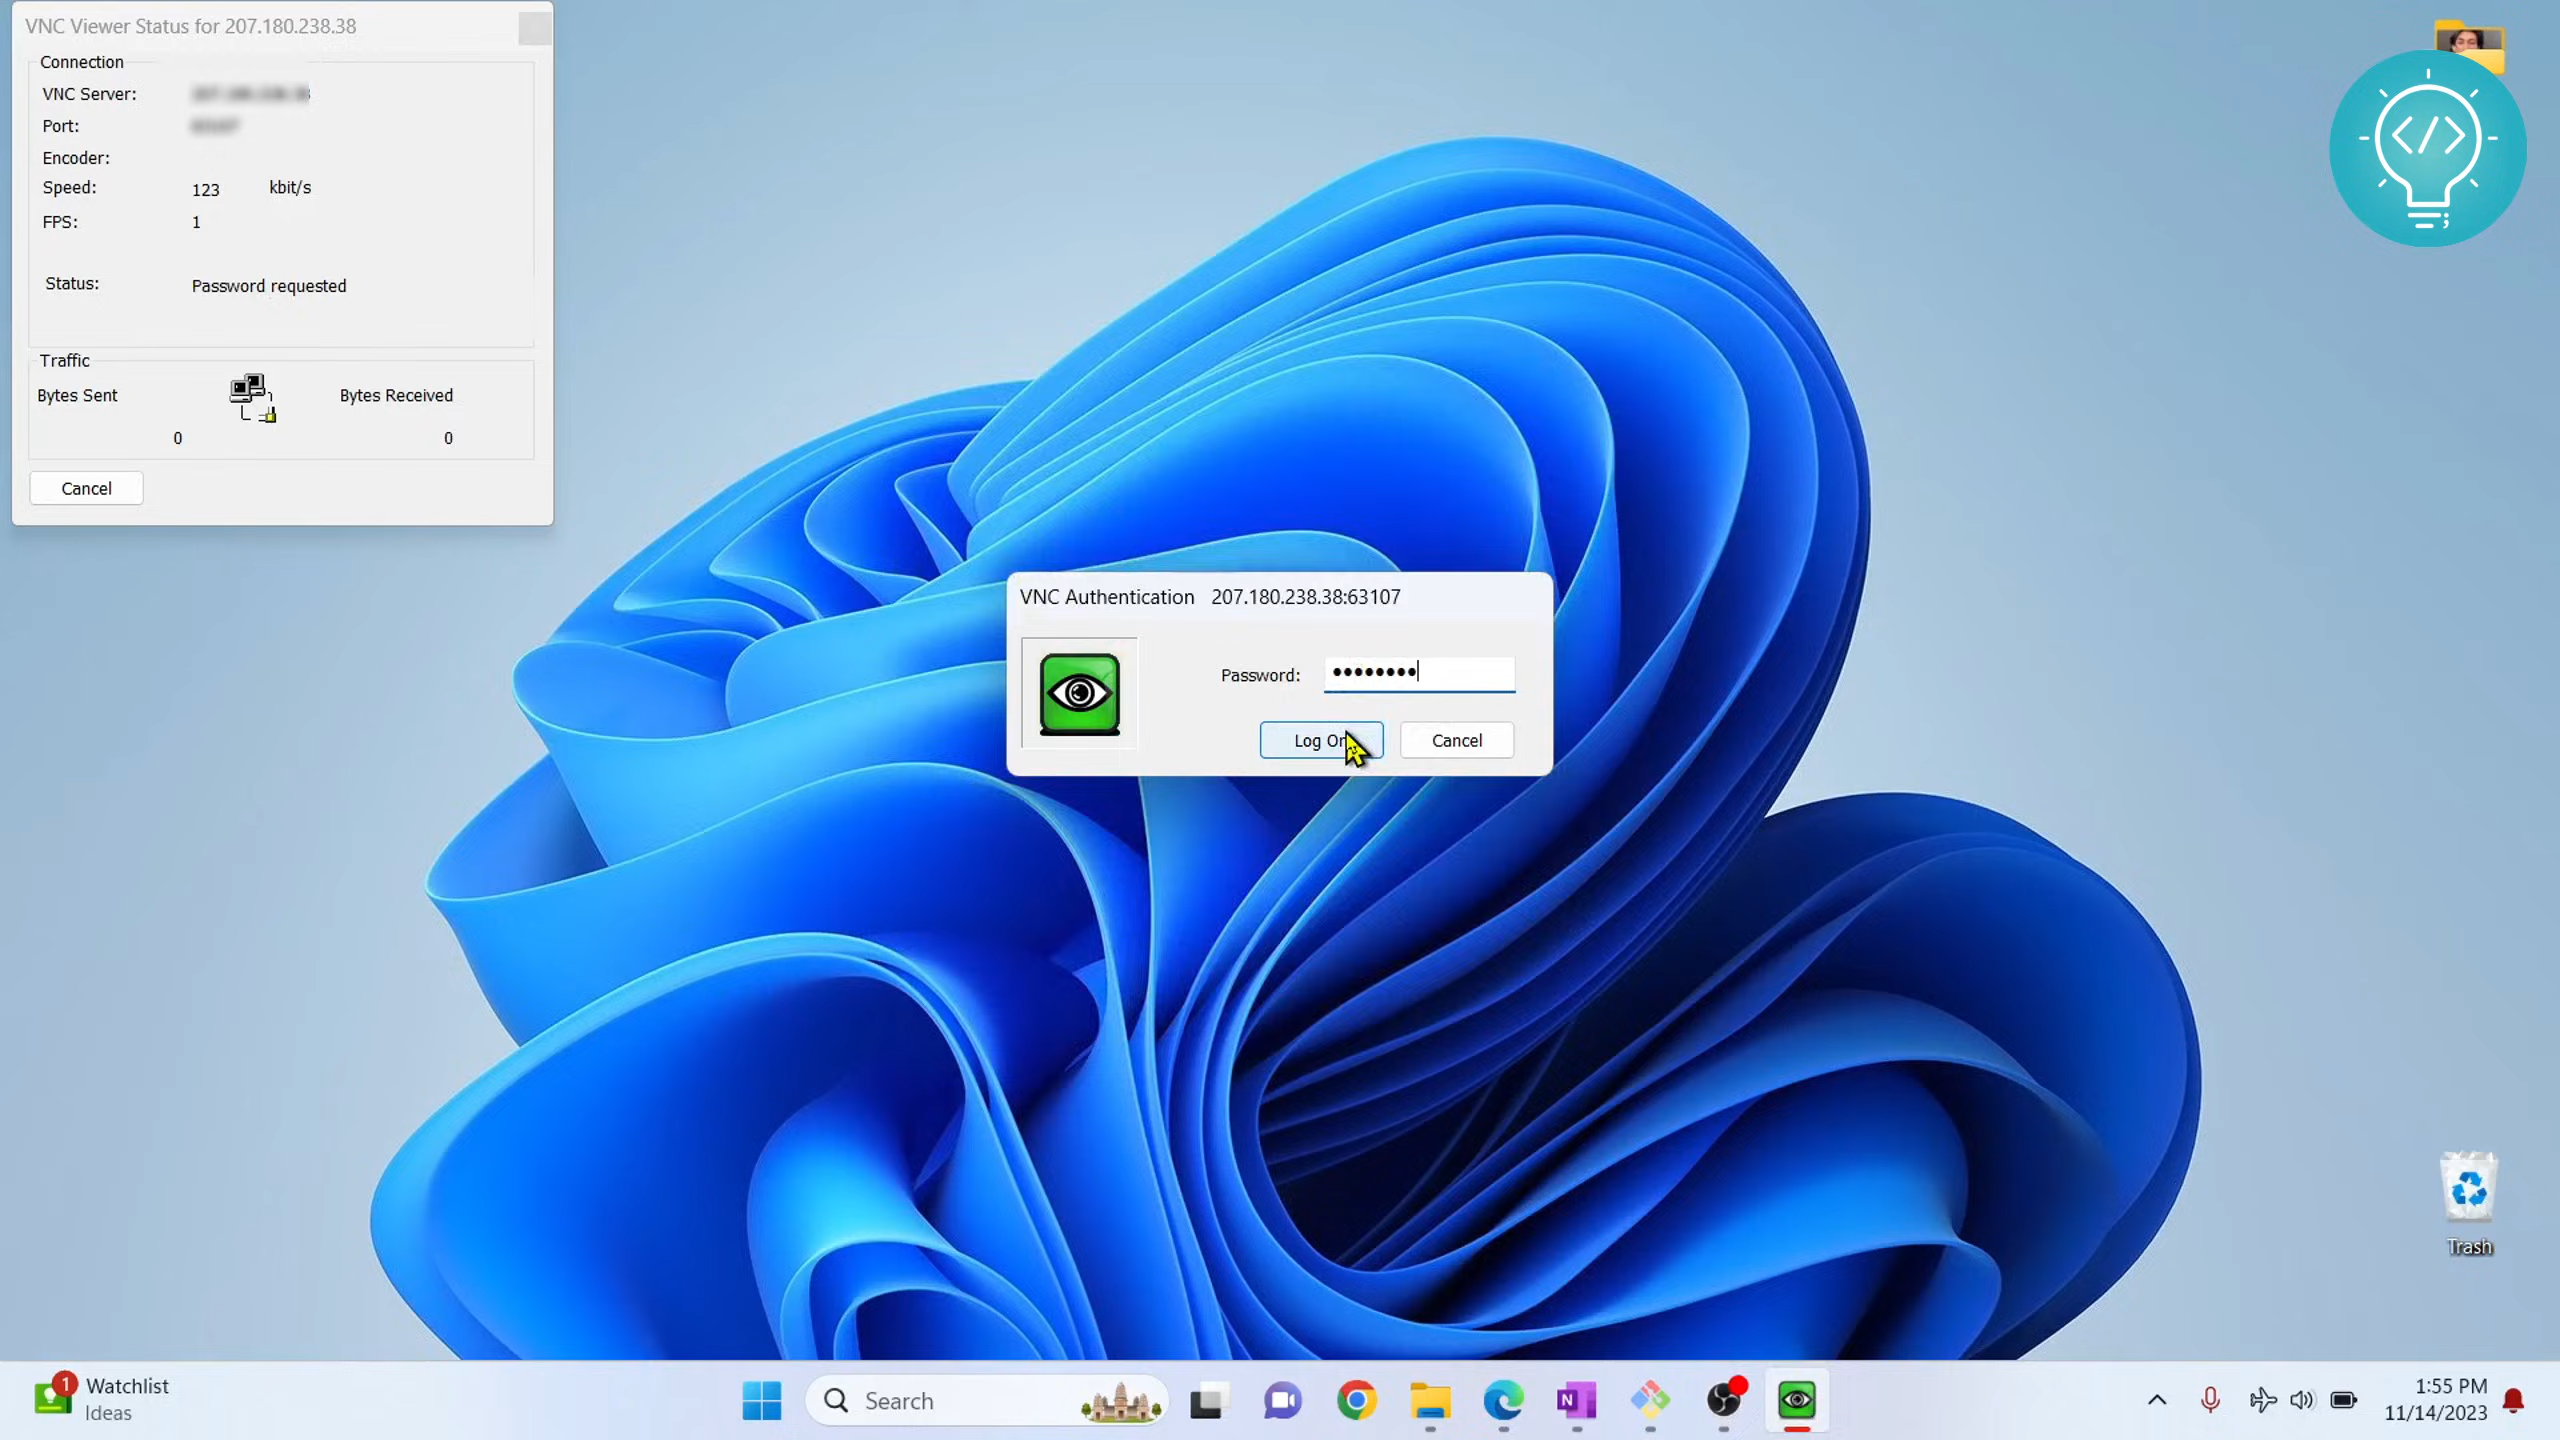 VNC Viewer Status for 207.180.238.38
Connection
VNC Server:
Port:
Encoder:
Speed: 123 kbit/s
FPS: 1
Status: Password requested
Traffic
Bytes Sent Bytes Received
0 0
Cancel
</>
VNC Authentication 207.180.238.38:63107
Password: ••••••••
Log On Cancel
Trash
1 Watchlist
Ideas
Search
N
1:55 PM
11/14/2023